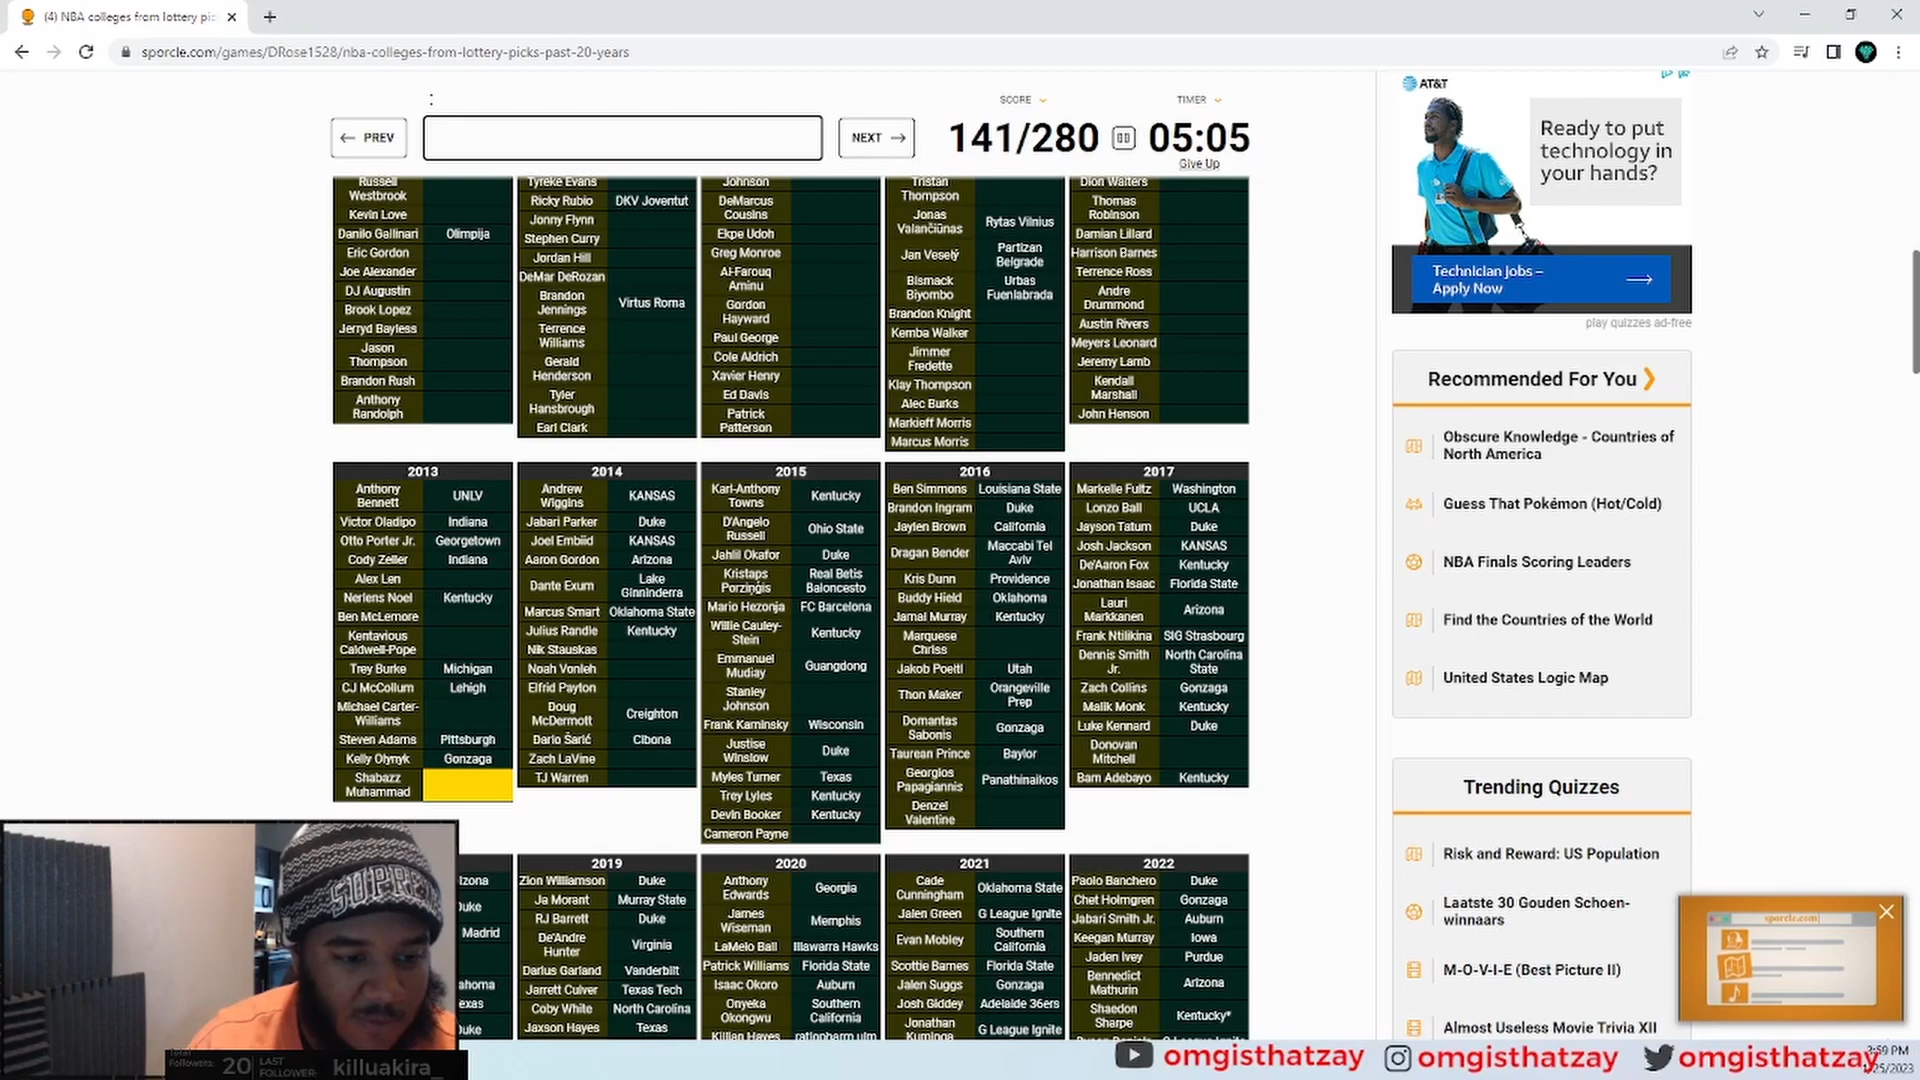 (4) NBA colleges from lottery pic
sporcle.com/games/DRose1528/nba-colleges-from-lottery-picks-past-20-years
:
← PREV
NEXT →
SCORE
141/280
TIMER
05:05
Give Up
Russell Westbrook
Kevin Love
Danilo Gallinari Olimpija
Eric Gordon
Joe Alexander
DJ Augustin
Brook Lopez
Jerryd Bayless
Jason Thompson
Brandon Rush
Anthony Randolph
Tyreke Evans
Ricky Rubio DKV Joventut
Jonny Flynn
Stephen Curry
Jordan Hill
DeMar DeRozan
Brandon Jennings Virtus Roma
Terrence Williams
Gerald Henderson
Tyler Hansbrough
Earl Clark
Johnson
DeMarcus Cousins
Ekpe Udoh
Greg Monroe
Al-Farouq Aminu
Gordon Hayward
Paul George
Cole Aldrich
Xavier Henry
Ed Davis
Patrick Patterson
Tristan Thompson
Jonas Valančiūnas Rytas Vilnius
Jan Veselý Partizan Belgrade
Bismack Biyombo Urbas Fuenlabrada
Brandon Knight
Kemba Walker
Jimmer Fredette
Klay Thompson
Alec Burks
Markieff Morris
Marcus Morris
Dion Waiters
Thomas Robinson
Damian Lillard
Harrison Barnes
Terrence Ross
Andre Drummond
Austin Rivers
Meyers Leonard
Jeremy Lamb
Kendall Marshall
John Henson
2013
Anthony Bennett UNLV
Victor Oladipo Indiana
Otto Porter Jr. Georgetown
Cody Zeller Indiana
Alex Len
Nerlens Noel Kentucky
Ben McLemore
Kentavious Caldwell-Pope
Trey Burke Michigan
CJ McCollum Lehigh
Michael Carter-Williams
Steven Adams Pittsburgh
Kelly Olynyk Gonzaga
Shabazz Muhammad
2014
Andrew Wiggins KANSAS
Jabari Parker Duke
Joel Embiid KANSAS
Aaron Gordon Arizona
Dante Exum Lake Ginninderra
Marcus Smart Oklahoma State
Julius Randle Kentucky
Nik Stauskas
Noah Vonleh
Elfrid Payton
Doug McDermott Creighton
Dario Šarić Cibona
Zach LaVine
TJ Warren
2015
Karl-Anthony Towns Kentucky
D'Angelo Russell Ohio State
Jahlil Okafor Duke
Kristaps Porziņģis Real Betis Baloncesto
Mario Hezonja FC Barcelona
Willie Cauley-Stein Kentucky
Emmanuel Mudiay Guangdong
Stanley Johnson
Frank Kaminsky Wisconsin
Justise Winslow Duke
Myles Turner Texas
Trey Lyles Kentucky
Devin Booker Kentucky
Cameron Payne
2016
Ben Simmons Louisiana State
Brandon Ingram Duke
Jaylen Brown California
Dragan Bender Maccabi Tel Aviv
Kris Dunn Providence
Buddy Hield Oklahoma
Jamal Murray Kentucky
Marquese Chriss
Jakob Poeltl Utah
Thon Maker Orangeville Prep
Domantas Sabonis Gonzaga
Taurean Prince Baylor
Georgios Papagiannis Panathinaikos
Denzel Valentine
2017
Markelle Fultz Washington
Lonzo Ball UCLA
Jayson Tatum Duke
Josh Jackson KANSAS
De'Aaron Fox Kentucky
Jonathan Isaac Florida State
Lauri Markkanen Arizona
Frank Ntilikina SIG Strasbourg
Dennis Smith Jr. North Carolina State
Zach Collins Gonzaga
Malik Monk Kentucky
Luke Kennard Duke
Donovan Mitchell
Bam Adebayo Kentucky
Madrid
2019
Zion Williamson Duke
Ja Morant Murray State
RJ Barrett Duke
De'Andre Hunter Virginia
Darius Garland Vanderbilt
Jarrett Culver Texas Tech
Coby White North Carolina
Jaxson Hayes Texas
2020
Anthony Edwards Georgia
James Wiseman Memphis
LaMelo Ball Illawarra Hawks
Patrick Williams Florida State
Isaac Okoro Auburn
Onyeka Okongwu Southern California
Killian Hayes ratiopharm ulm
2021
Cade Cunningham Oklahoma State
Jalen Green G League Ignite
Evan Mobley Southern California
Scottie Barnes Florida State
Jalen Suggs Gonzaga
Josh Giddey Adelaide 36ers
Jonathan Kuminga G League Ignite
2022
Paolo Banchero Duke
Chet Holmgren Gonzaga
Jabari Smith Jr. Auburn
Keegan Murray Iowa
Jaden Ivey Purdue
Bennedict Mathurin Arizona
Shaedon Sharpe Kentucky*
AT&T
Ready to put
technology in
your hands?
Technician jobs –
Apply Now
play quizzes ad-free
Recommended For You
Obscure Knowledge - Countries of
North America
Guess That Pokémon (Hot/Cold)
NBA Finals Scoring Leaders
Find the Countries of the World
United States Logic Map
Trending Quizzes
Risk and Reward: US Population
Laatste 30 Gouden Schoen-
winnaars
M-O-V-I-E (Best Picture II)
Almost Useless Movie Trivia XII
sporcle.com
SUPRE
Followers: 20 LAST FOLLOWER: killuakira_
omgisthatzay omgisthatzay omgisthatzay